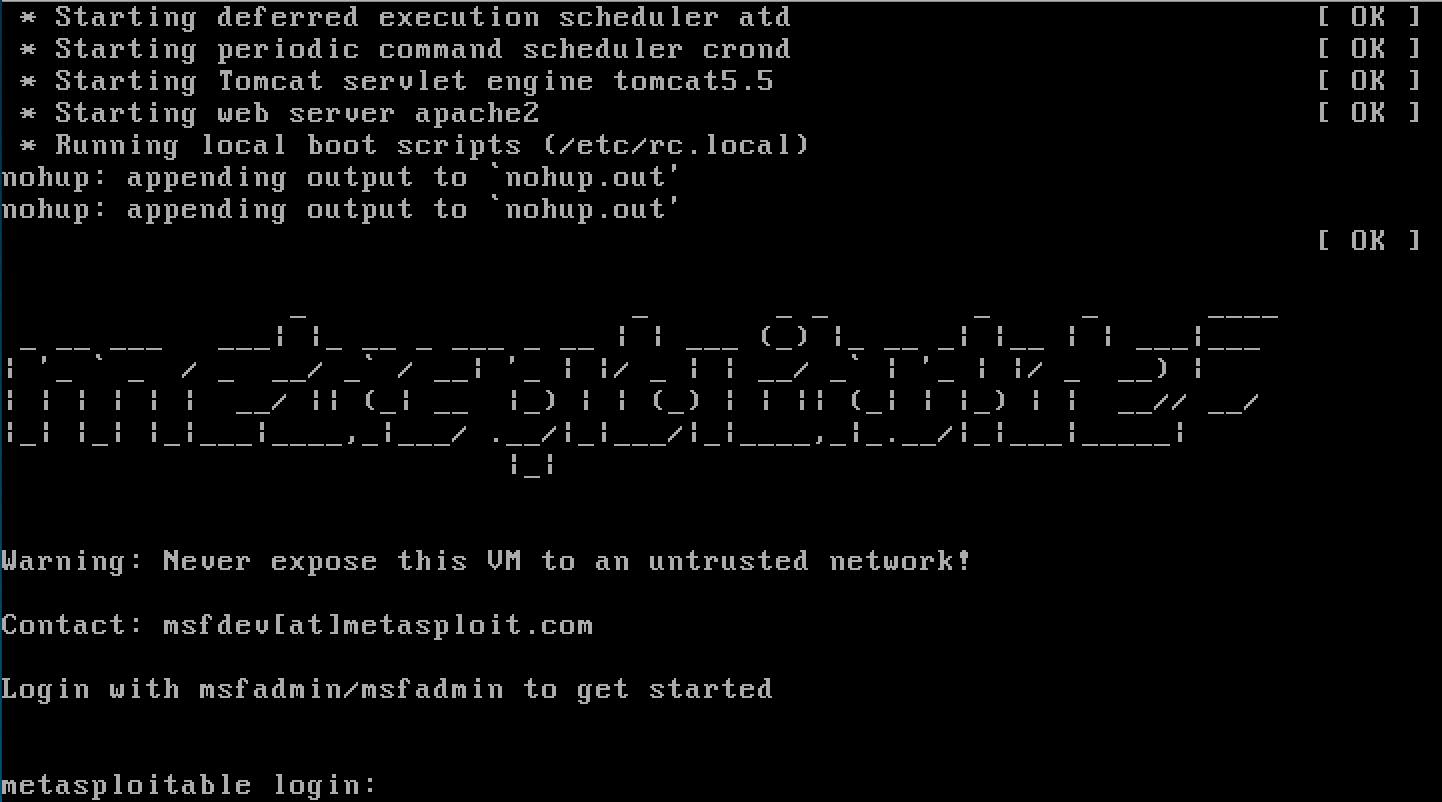 * Starting deferred execution scheduler atd [ OK ]
 * Starting periodic command scheduler crond [ OK ]
 * Starting Tomcat servlet engine tomcat5.5 [ OK ]
 * Starting web server apache2 [ OK ]
 * Running local boot scripts (/etc/rc.local)
nohup: appending output to `nohup.out'
nohup: appending output to `nohup.out'
[ OK ]
metasploitable2
Warning: Never expose this VM to an untrusted network!
Contact: msfdev[at]metasploit.com
Login with msfadmin/msfadmin to get started
metasploitable login: